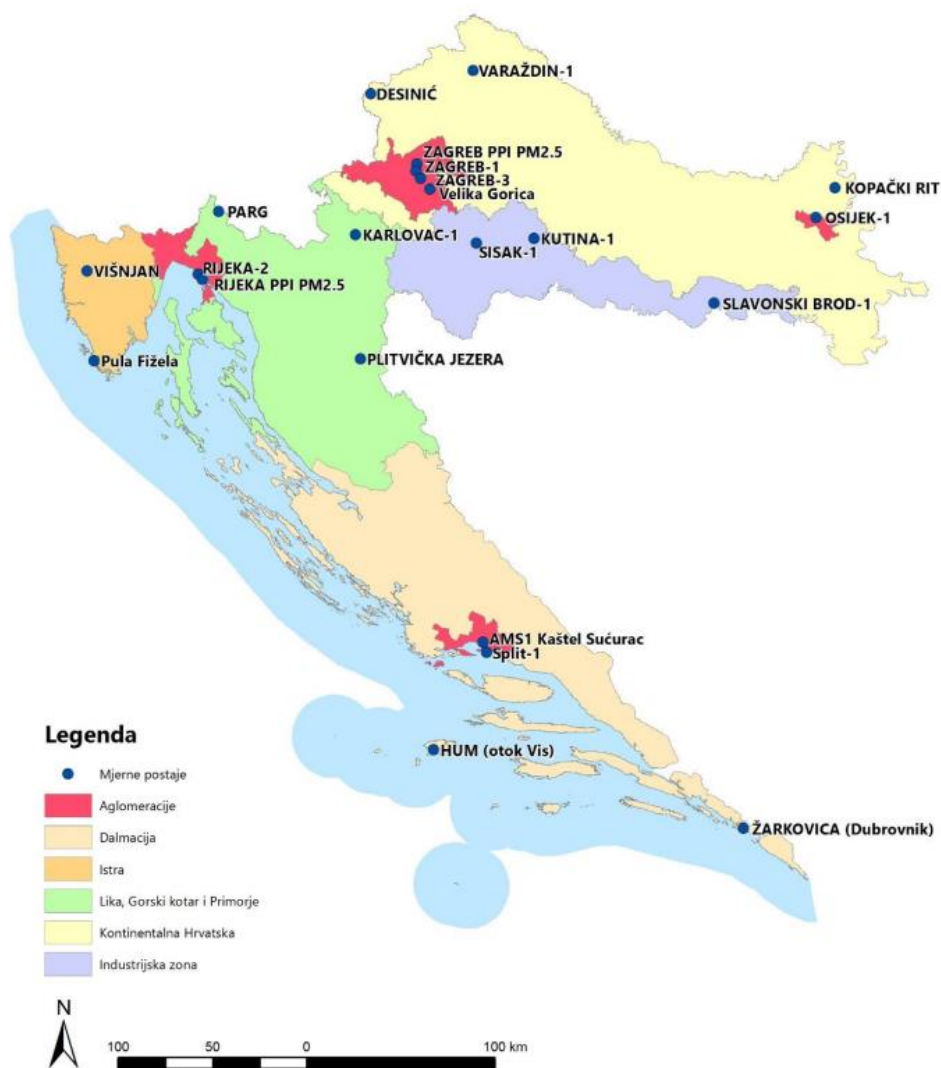 VARAŽDIN-1
DESINIĆ
ZAGREB PPI PM2.5
ZAGREB-1
ZAGREB-3
Velika Gorica
KOPAČKI RIT
OSIJEK-1
PARG
KARLOVAC-1
KUTINA-1
SISAK-1
VIŠNJAN
RIJEKA-2
RIJEKA PPI PM2.5
SLAVONSKI BROD-1
Pula Fižela
PLITVIČKA JEZERA
AMS1 Kaštel Sućurac
Split-1
HUM (otok Vis)
ŽARKOVICA (Dubrovnik)
Legenda
Mjerne postaje
Aglomeracije
Dalmacija
Istra
Lika, Gorski kotar i Primorje
Kontinentalna Hrvatska
Industrijska zona
N
100 50 0 100 km